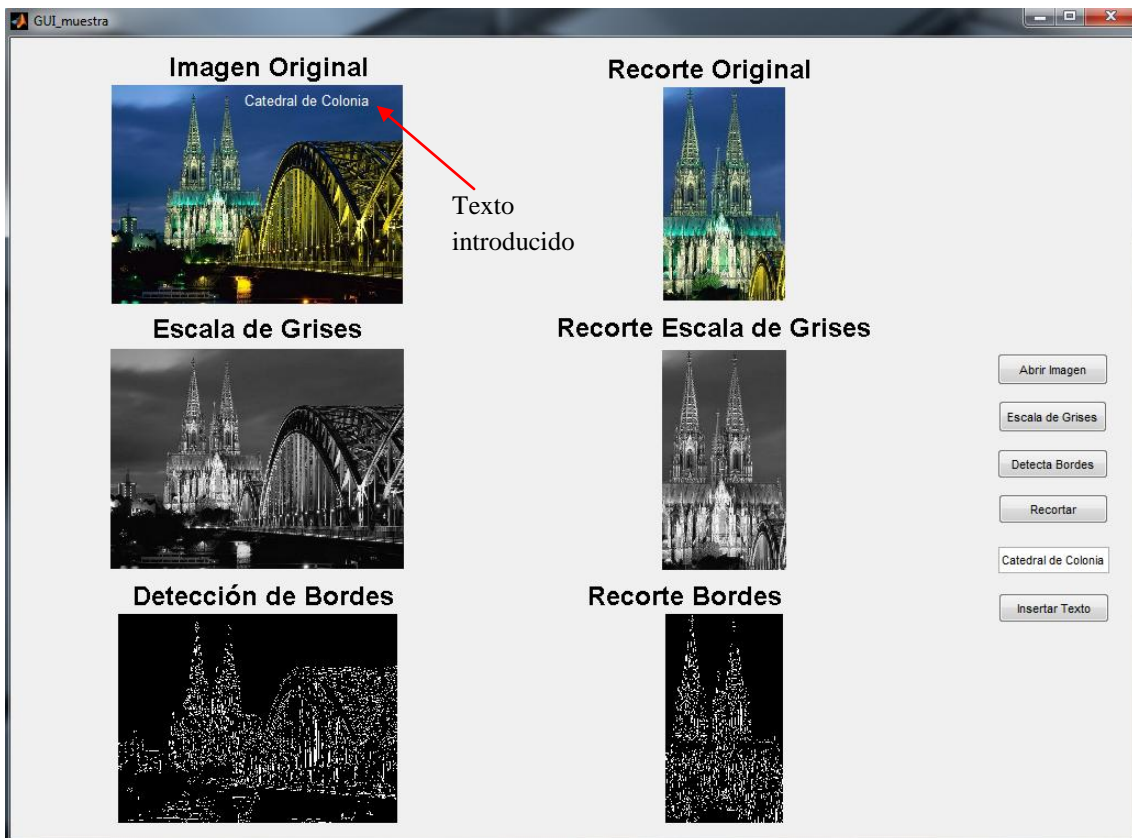 GUI_muestra
Imagen Original
Recorte Original
Catedral de Colonia
Texto
introducido
Escala de Grises
Recorte Escala de Grises
Abrir Imagen
Escala de Grises
Detecta Bordes
Recortar
Catedral de Colonia
Insertar Texto
Detección de Bordes
Recorte Bordes